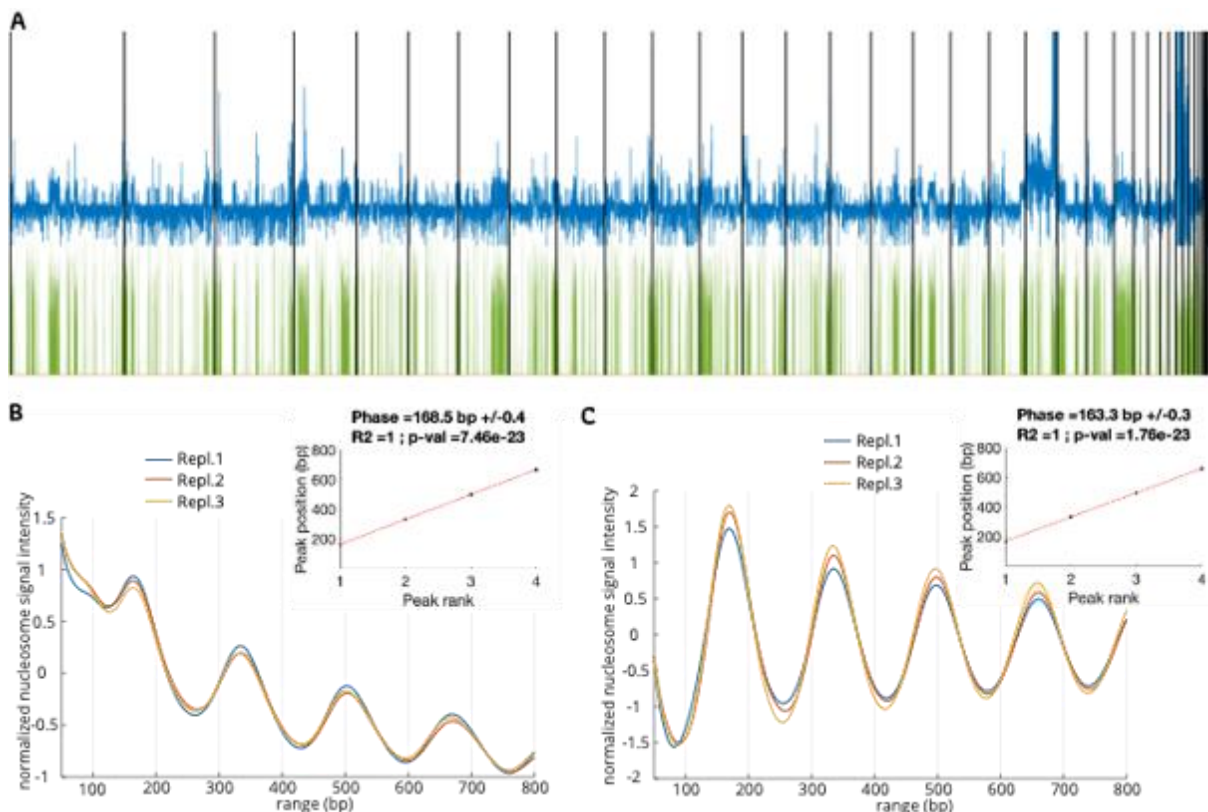 A
B
Phase =168.5 bp +/-0.4
R2 =1 ; p-val =7.46e-23
Repl.1
Repl.2
Repl.3
Peak position (bp)
800
600
400
200
1
2
3
4
Peak rank
normalized nucleosome signal intensity
1.5
1
0.5
0
-0.5
-1
100
200
300
400
500
600
700
800
range (bp)
C
Phase =163.3 bp +/-0.3
R2 =1 ; p-val =1.76e-23
Repl.1
Repl.2
Repl.3
Peak position (bp)
800
600
400
200
1
2
3
4
Peak rank
normalized nucleosome signal intensity
2
1.5
1
0.5
0
-0.5
-1
-1.5
-2
100
200
300
400
500
600
700
800
range (bp)